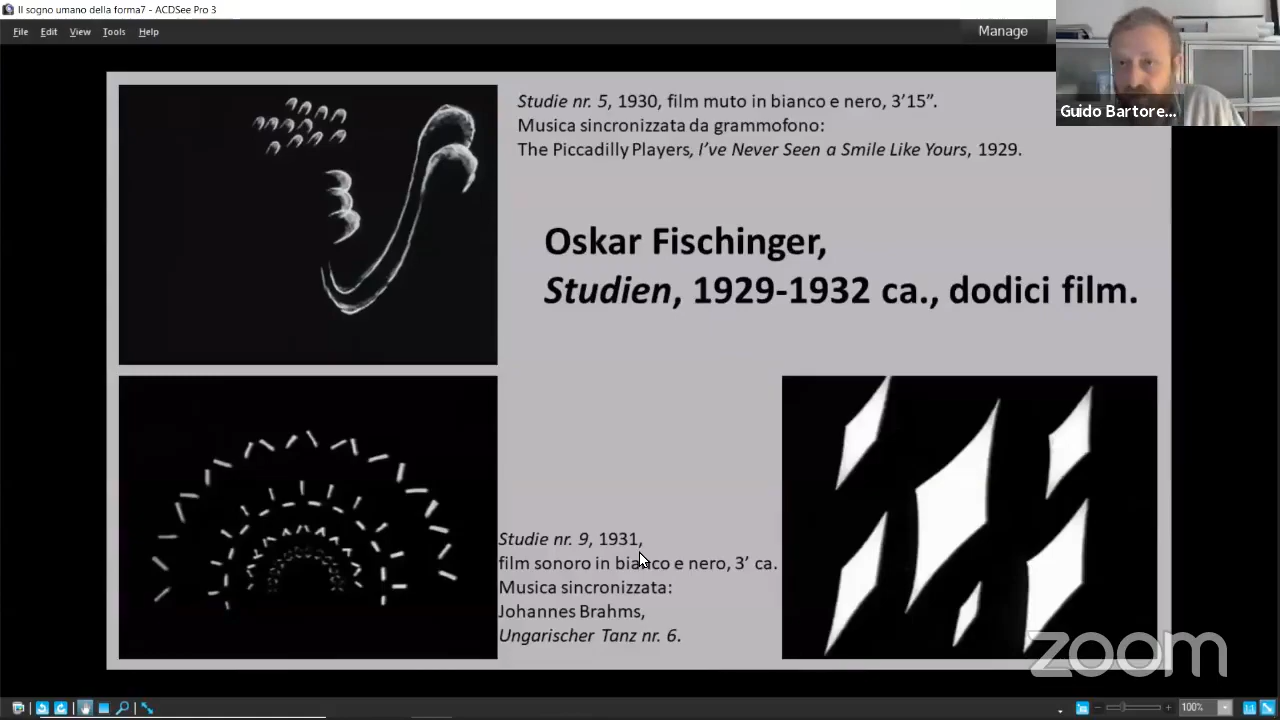 Il sogno umano della forma7 - ACDSee Pro 3
File Edit View Tools Help
Manage
Guido Bartore...
Studie nr. 5, 1930, film muto in bianco e nero, 3’15”.
Musica sincronizzata da grammofono:
The Piccadilly Players, I’ve Never Seen a Smile Like Yours, 1929.
Oskar Fischinger,
Studien, 1929-1932 ca., dodici film.
Studie nr. 9, 1931,
film sonoro in bianco e nero, 3’ ca.
Musica sincronizzata:
Johannes Brahms,
Ungarischer Tanz nr. 6.
zoom
100%
1:1